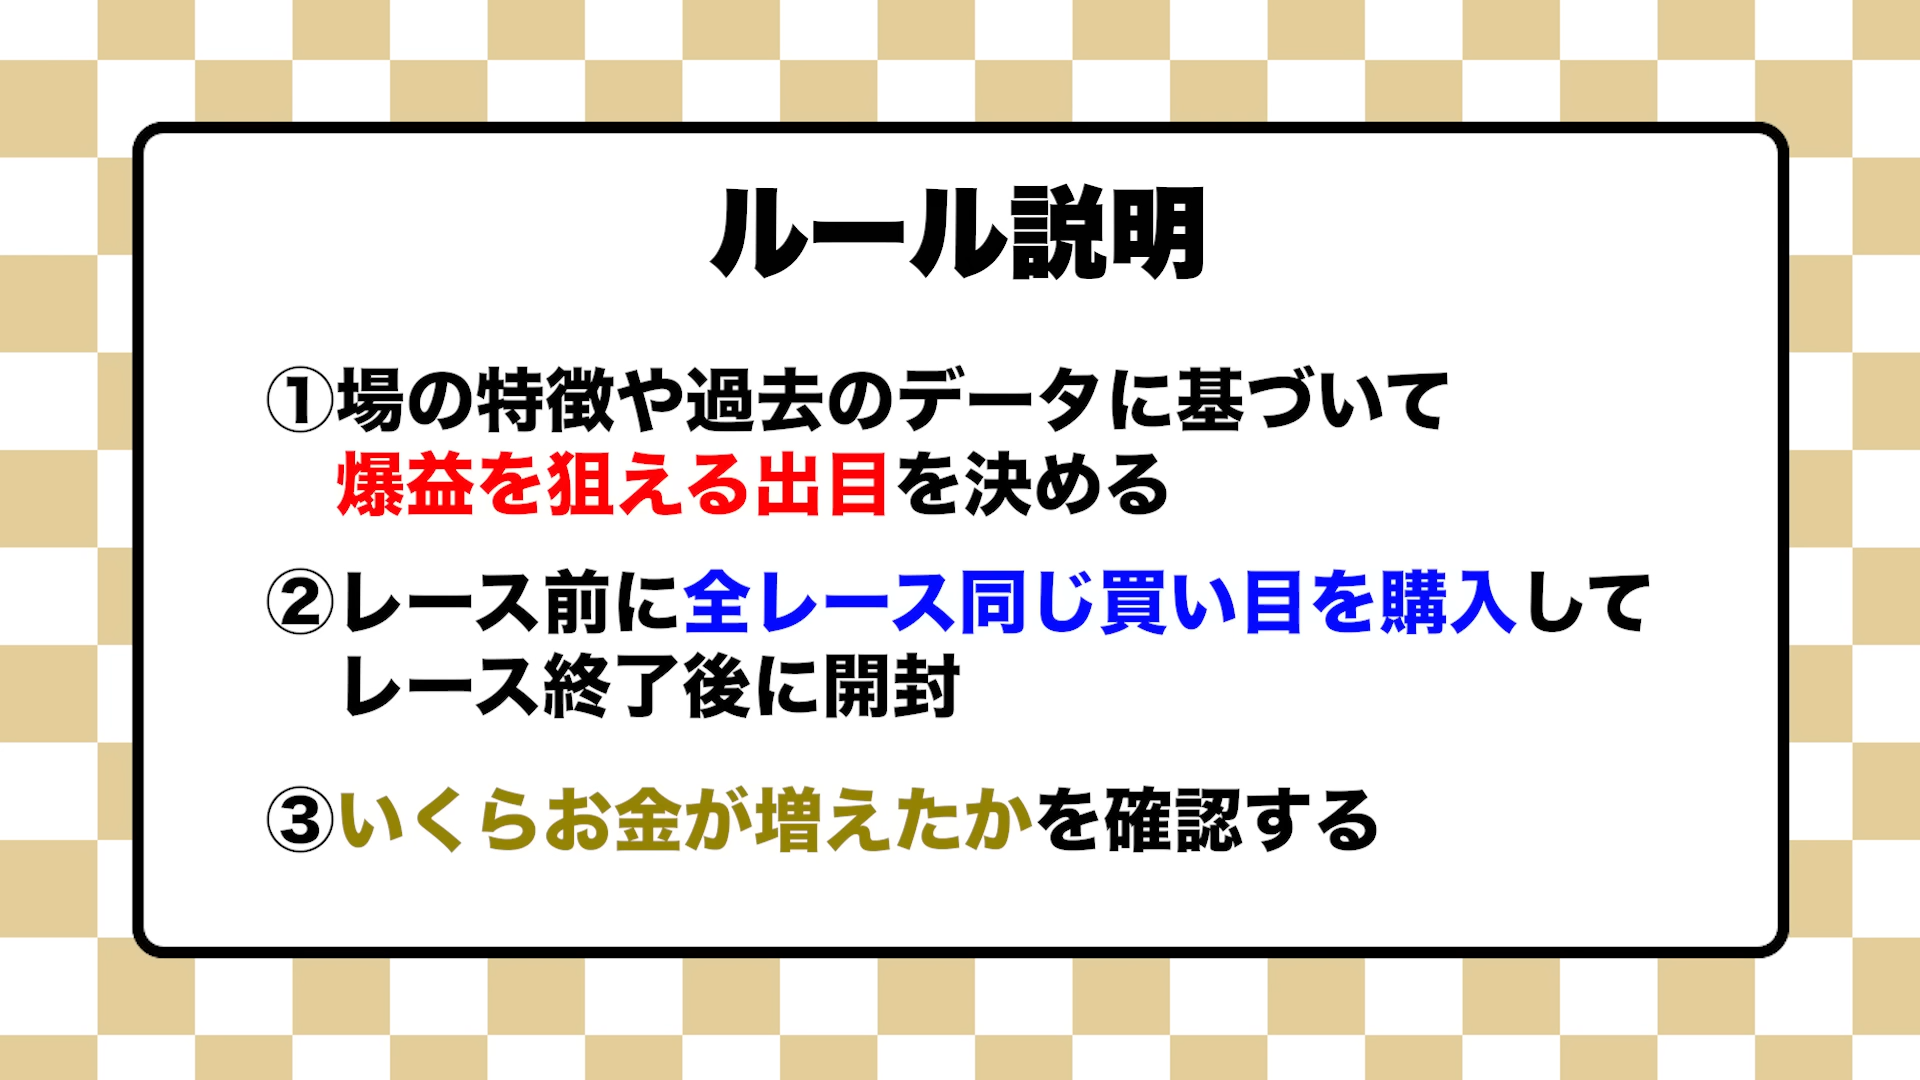 ルール説明
①場の特徴や過去のデータに基づいて
爆益を狙える出目を決める
②レース前に全レース同じ買い目を購入して
レース終了後に開封
③いくらお金が増えたかを確認する